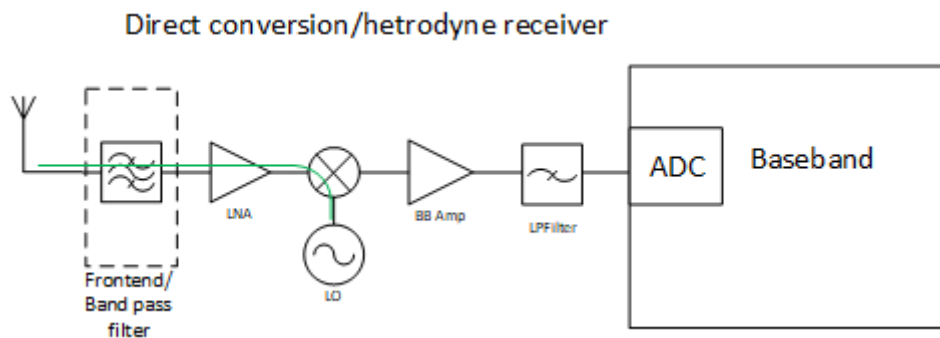 Direct conversion/hetrodyne receiver
ADC
Baseband
LNA
BB Amp
LPFilter
LO
Frontend/
Band pass
filter